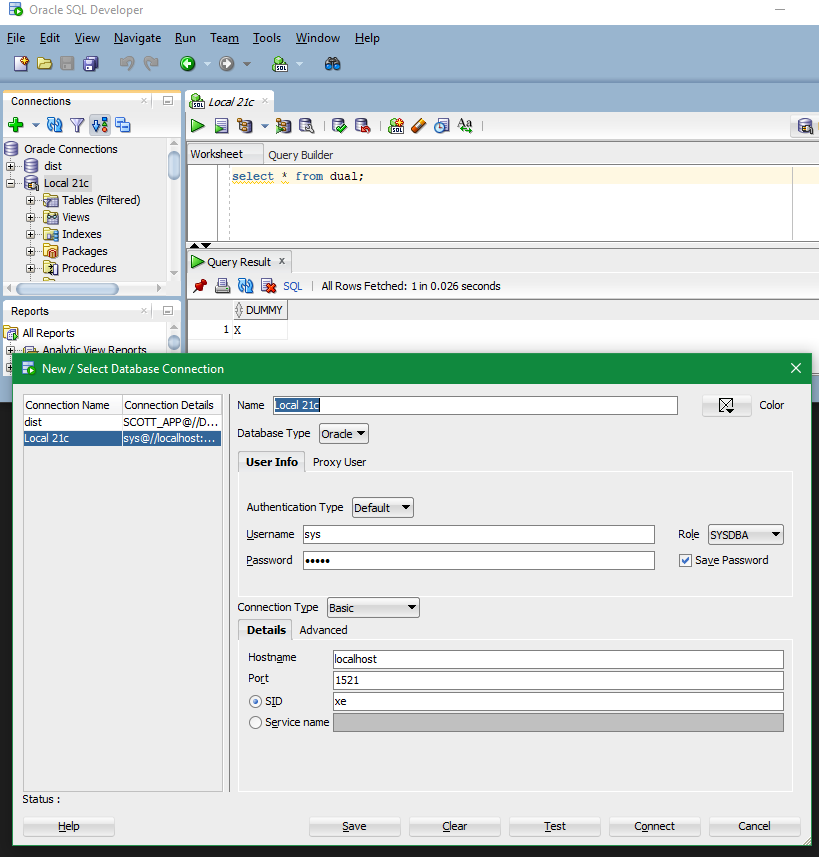 Oracle SQL Developer
File Edit View Navigate Run Team Tools Window Help
Connections
Local 21c
Oracle Connections
dist
Local 21c
Tables (Filtered)
Views
Indexes
Packages
Procedures
Worksheet Query Builder
select * from dual;
Query Result
SQL All Rows Fetched: 1 in 0.026 seconds
DUMMY
1 X
Reports
All Reports
Analytic View Reports
New / Select Database Connection
Connection Name Connection Details
dist SCOTT_APP@//D...
Local 21c sys@//localhost:...
Name Local 21c Color
Database Type Oracle
User Info Proxy User
Authentication Type Default
Username sys Role SYSDBA
Password ••••• Save Password
Connection Type Basic
Details Advanced
Hostname localhost
Port 1521
SID xe
Service name
Status :
Help Save Clear Test Connect Cancel